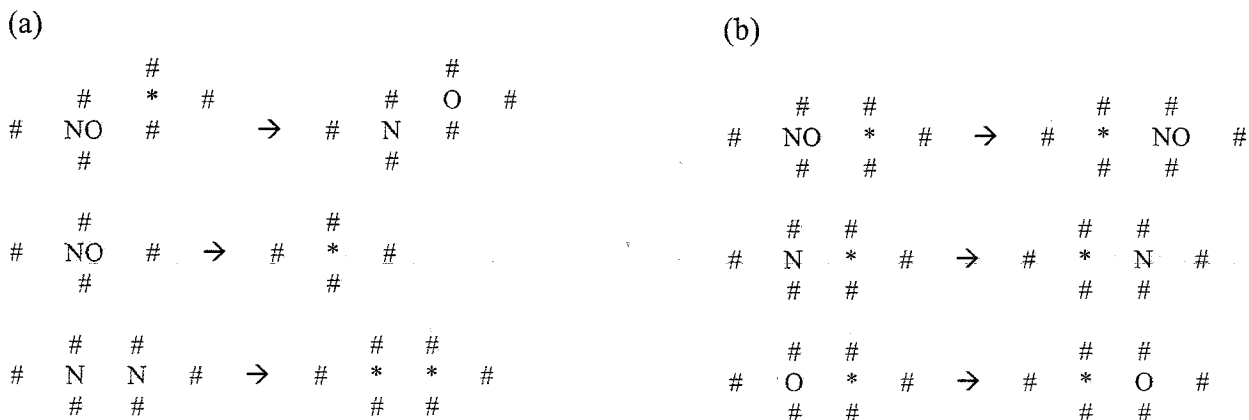 (a)
# #
# * # # O #
# NO # → # N #
# #
# #
# NO # → # * #
# #
# # # #
# N N # → # * * #
# # # #
(b)
# # # #
# NO * # → # * NO #
# # # #
# # # #
# N * # → # * N #
# # # #
# # # #
# O * # → # * O #
# # # #